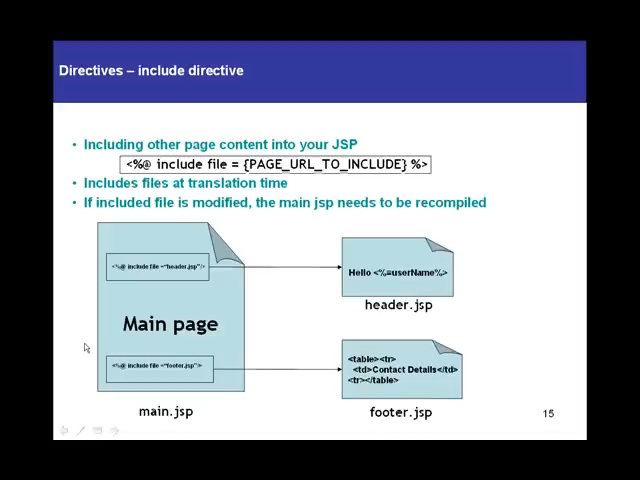 Directives – include directive
• Including other page content into your JSP
<%@ include file = {PAGE_URL_TO_INCLUDE} %>
• Includes files at translation time
• If included file is modified, the main jsp needs to be recompiled
<%@ include file ="header.jsp"/>
Hello <%=userName%>
header.jsp
Main page
<%@ include file ="footer.jsp"/>
<table><tr>
<td>Contact Details</td>
<tr></table>
main.jsp
footer.jsp
15